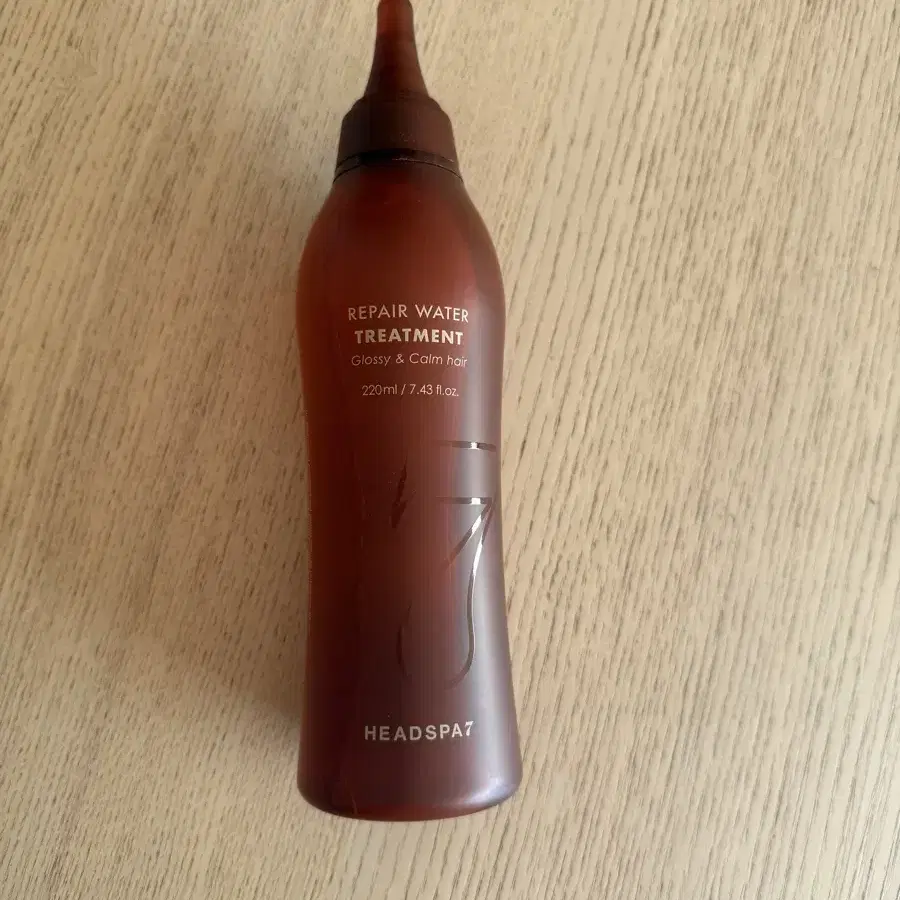 REPAIR WATER
TREATMENT
Glossy & Calm hair
220ml / 7.43 fl.oz.
HEADSPA7